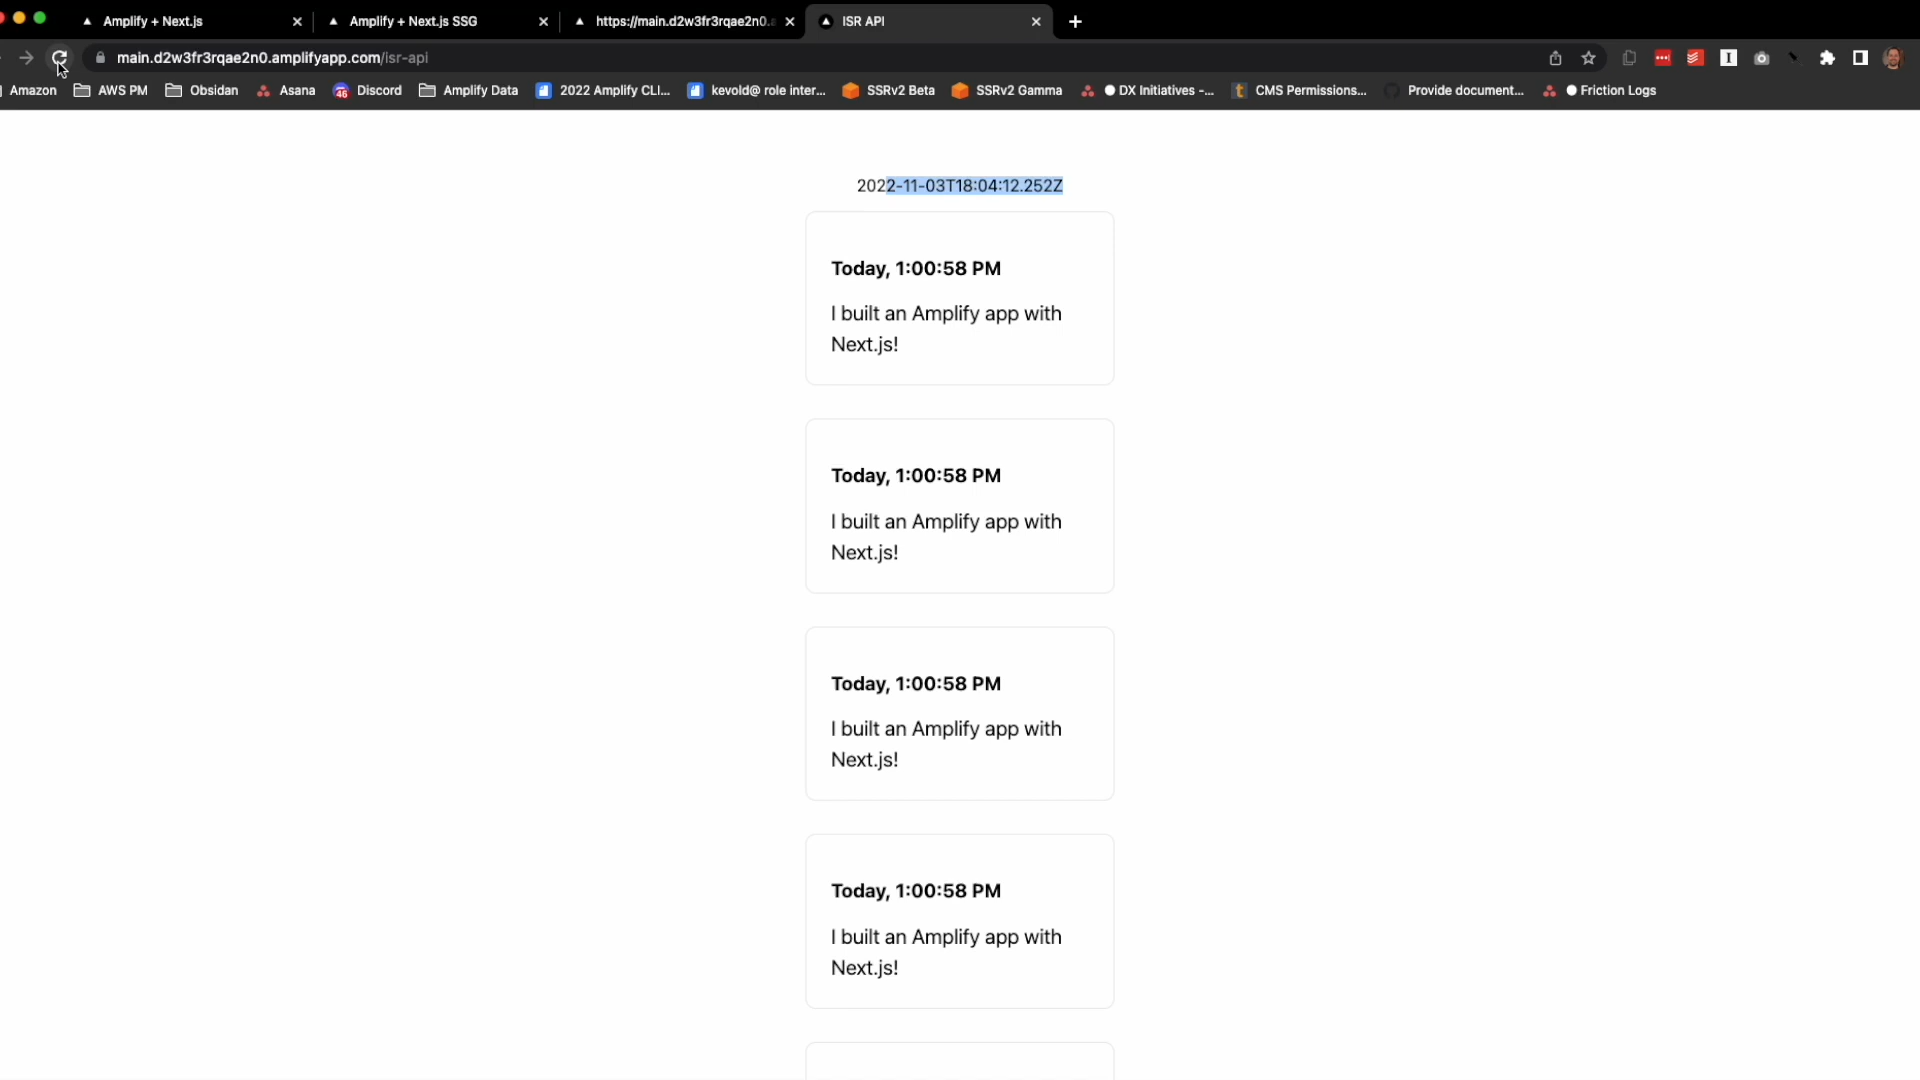 Amplify + Next.js
Amplify + Next.js SSG
https://main.d2w3fr3rqae2n0.a
ISR API
main.d2w3fr3rqae2n0.amplifyapp.com/isr-api
Amazon
AWS PM
Obsidan
Asana
46
Discord
Amplify Data
2022 Amplify CLI...
kevold@ role inter...
SSRv2 Beta
SSRv2 Gamma
DX Initiatives -...
t
CMS Permissions...
Provide document...
Friction Logs
2022-11-03T18:04:12.252Z
Today, 1:00:58 PM
I built an Amplify app with
Next.js!
Today, 1:00:58 PM
I built an Amplify app with
Next.js!
Today, 1:00:58 PM
I built an Amplify app with
Next.js!
Today, 1:00:58 PM
I built an Amplify app with
Next.js!